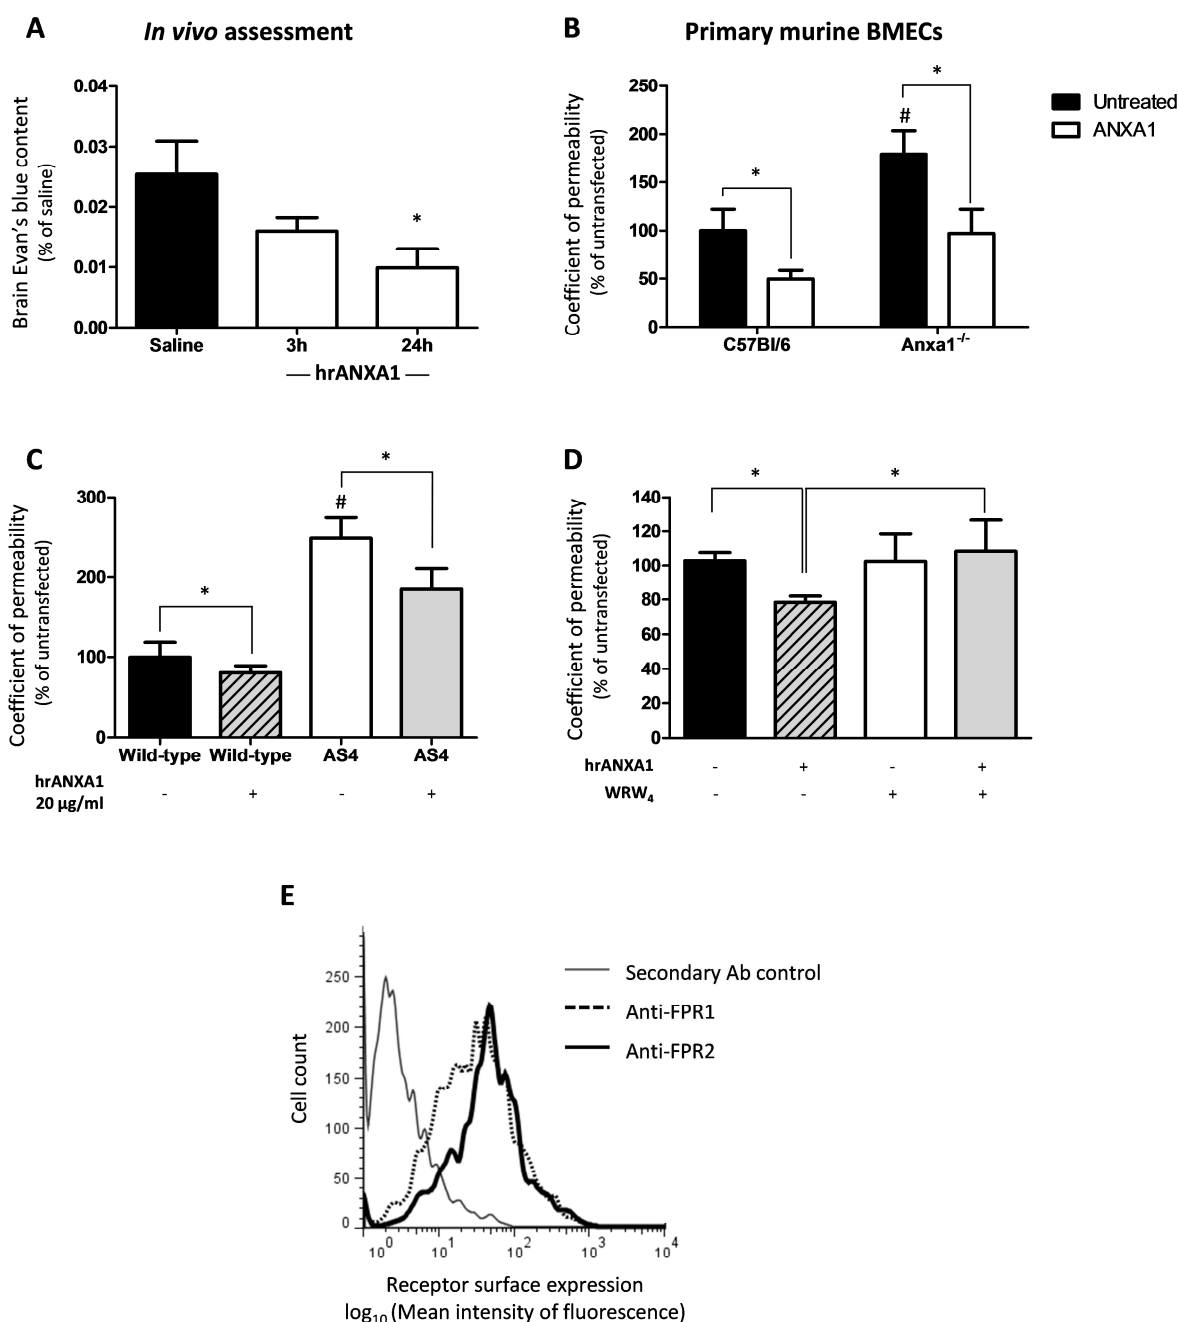 A
In vivo assessment
Brain Evan's blue content
(% of saline)
0.04
0.03
0.02
0.01
0.00
*
Saline
3h
24h
hrANXA1
B
Primary murine BMECs
Coefficient of permeability
(% of untransfected)
250
200
150
100
50
0
*
#
*
C57Bl/6
Anxa1-/-
Untreated
ANXA1
C
Coefficient of permeability
(% of untransfected)
300
200
100
0
*
#
*
Wild-type Wild-type AS4 AS4
hrANXA1
20 µg/ml - + - +
D
Coefficient of permeability
(% of untransfected)
140
120
100
80
60
40
20
0
* *
hrANXA1 - + - +
WRW4 - - + +
E
Cell count
250
200
150
100
50
0
10^0 10^1 10^2 10^3 10^4
Receptor surface expression
log10 (Mean intensity of fluorescence)
Secondary Ab control
Anti-FPR1
Anti-FPR2